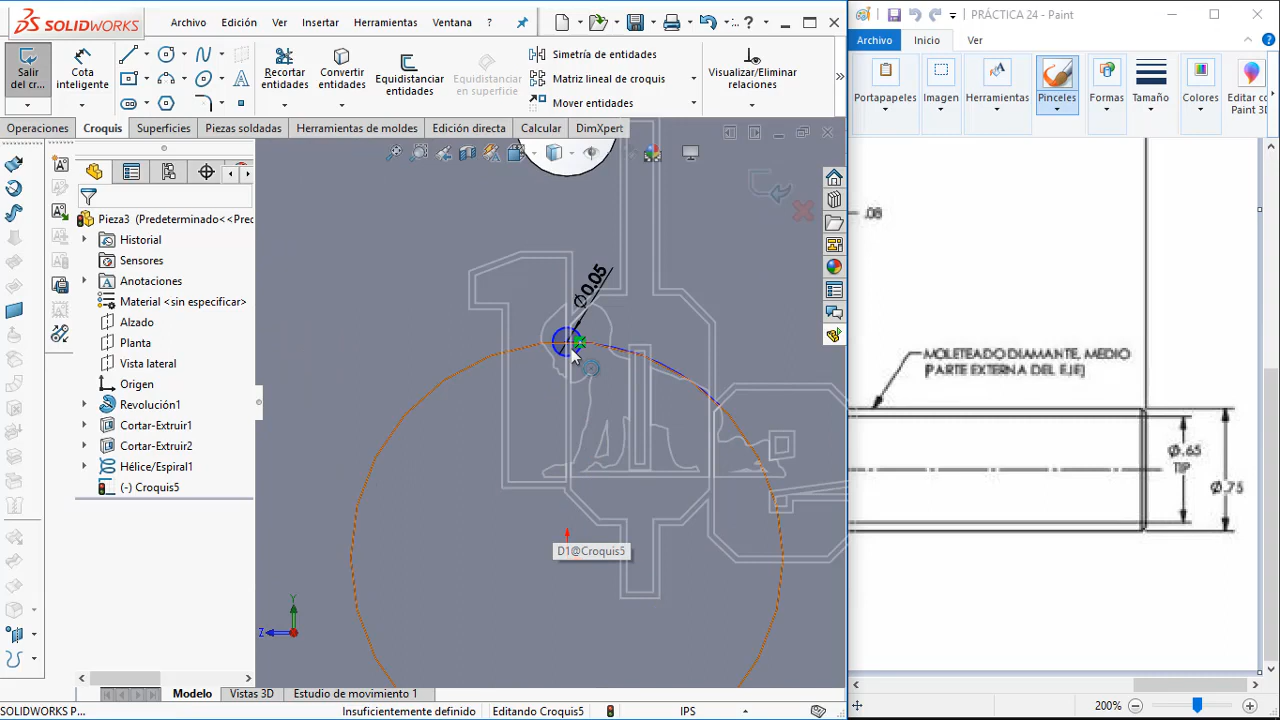 SOLIDWORKS
Archivo Edición Ver Insertar Herramientas Ventana ?
?
PRÁCTICA 24 - Paint
Archivo Inicio Ver
Salir del cr...
Cota inteligente
Recortar entidades
Convertir entidades
Equidistanciar entidades
Equidistanciar en superficie
Simetría de entidades
Matriz lineal de croquis
Mover entidades
Visualizar/Eliminar relaciones
Portapapeles
Imagen
Herramientas
Pinceles
Formas
Tamaño
Colores
Editar co
Paint 3D
Operaciones Croquis Superficies Piezas soldadas Herramientas de moldes Edición directa Calcular DimXpert
Pieza3 (Predeterminado<<Prec
Historial
Sensores
Anotaciones
Material <sin especificar>
Alzado
Planta
Vista lateral
Origen
Revolución1
Cortar-Extruir1
Cortar-Extruir2
Hélice/Espiral1
(-) Croquis5
Ø0.05
D1@Croquis5
Y
Z
.08
MOLETEADO DIAMANTE, MEDIO
(PARTE EXTERNA DEL EJE)
Ø.65
TIP
Ø.75
Modelo Vistas 3D Estudio de movimiento 1
SOLIDWORKS P... Insuficientemente definido Editando Croquis5 IPS
200%